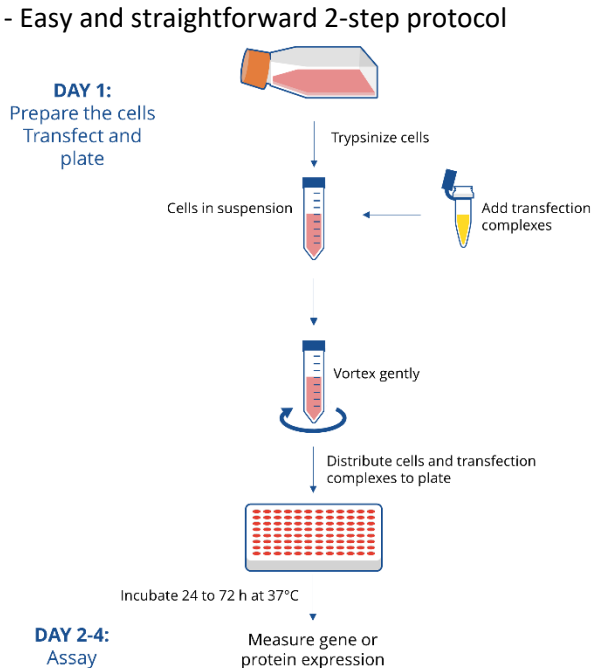 - Easy and straightforward 2-step protocol
DAY 1:
Prepare the cells
Transfect and
plate
Trypsinize cells
Cells in suspension
Add transfection
complexes
Vortex gently
Distribute cells and transfection
complexes to plate
Incubate 24 to 72 h at 37°C
DAY 2-4:
Assay
Measure gene or
protein expression